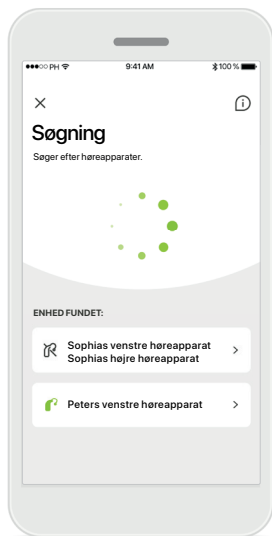 PH
9:41 AM
100 %
Søgning
Søger efter høreapparater.
ENHED FUNDET:
Sophias venstre høreapparat
Sophias højre høreapparat
Peters venstre høreapparat